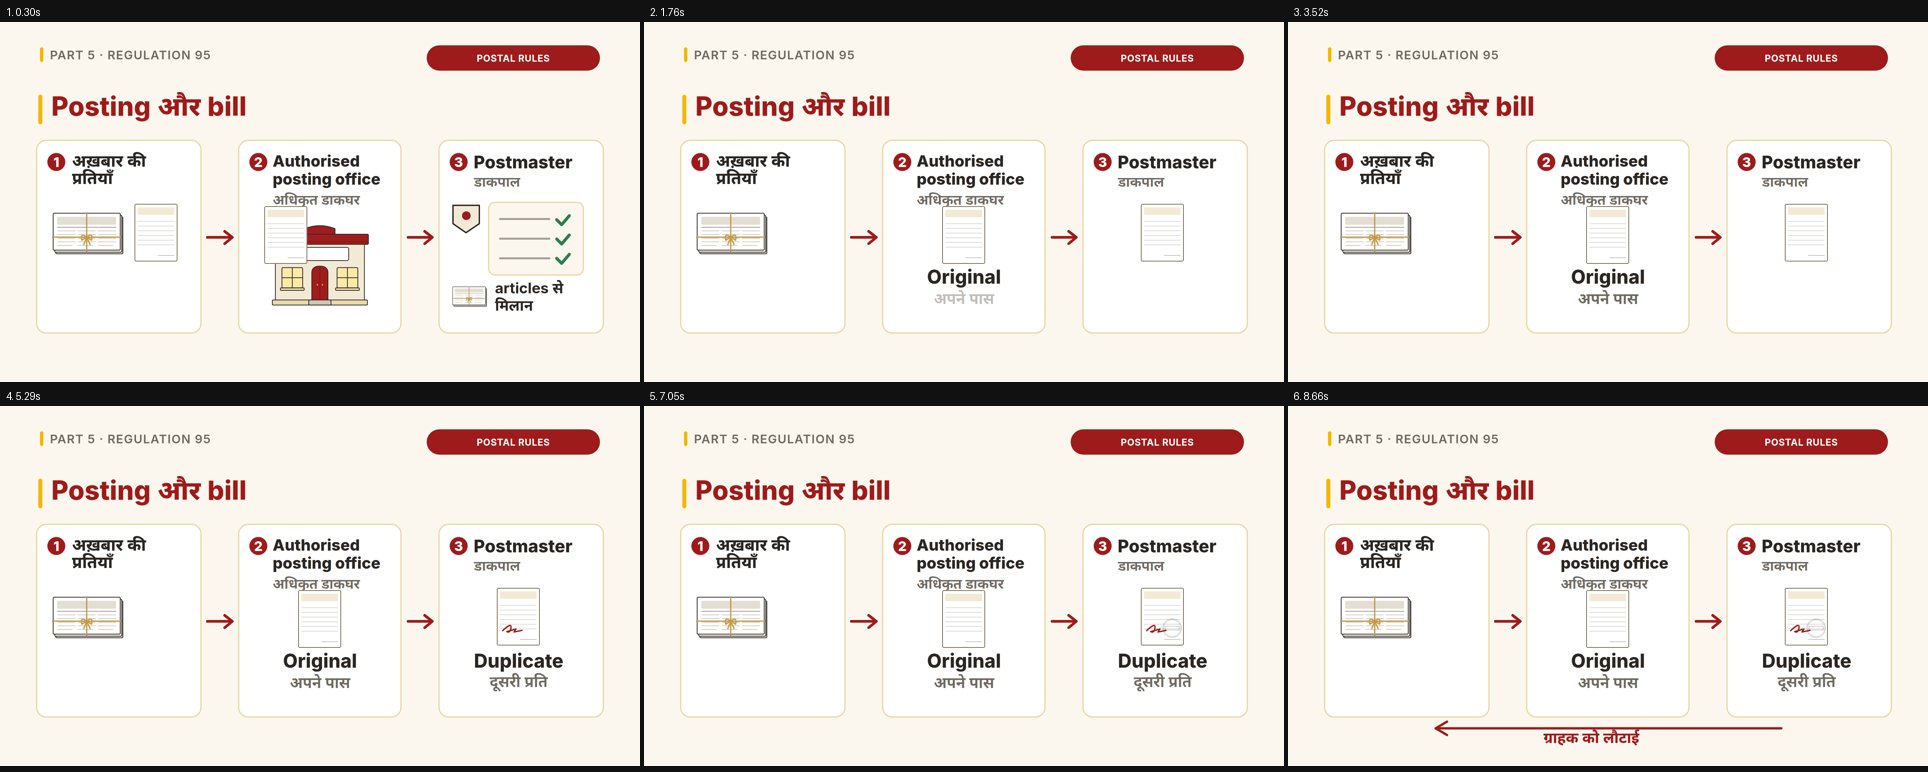 1. 0.30s
PART 5 · REGULATION 95
POSTAL RULES
Posting और bill
1 अख़बार की
प्रतियाँ
2 Authorised
posting office
अधिकृत डाकघर
3 Postmaster
डाकपाल
articles से
मिलान
2. 1.76s
PART 5 · REGULATION 95
POSTAL RULES
Posting और bill
1 अख़बार की
प्रतियाँ
2 Authorised
posting office
अधिकृत डाकघर
Original
अपने पास
3 Postmaster
डाकपाल
3. 3.52s
PART 5 · REGULATION 95
POSTAL RULES
Posting और bill
1 अख़बार की
प्रतियाँ
2 Authorised
posting office
अधिकृत डाकघर
Original
अपने पास
3 Postmaster
डाकपाल
4. 5.29s
PART 5 · REGULATION 95
POSTAL RULES
Posting और bill
1 अख़बार की
प्रतियाँ
2 Authorised
posting office
अधिकृत डाकघर
Original
अपने पास
3 Postmaster
डाकपाल
Duplicate
दूसरी प्रति
5. 7.05s
PART 5 · REGULATION 95
POSTAL RULES
Posting और bill
1 अख़बार की
प्रतियाँ
2 Authorised
posting office
अधिकृत डाकघर
Original
अपने पास
3 Postmaster
डाकपाल
Duplicate
दूसरी प्रति
6. 8.66s
PART 5 · REGULATION 95
POSTAL RULES
Posting और bill
1 अख़बार की
प्रतियाँ
2 Authorised
posting office
अधिकृत डाकघर
Original
अपने पास
3 Postmaster
डाकपाल
Duplicate
दूसरी प्रति
ग्राहक को लौटाई